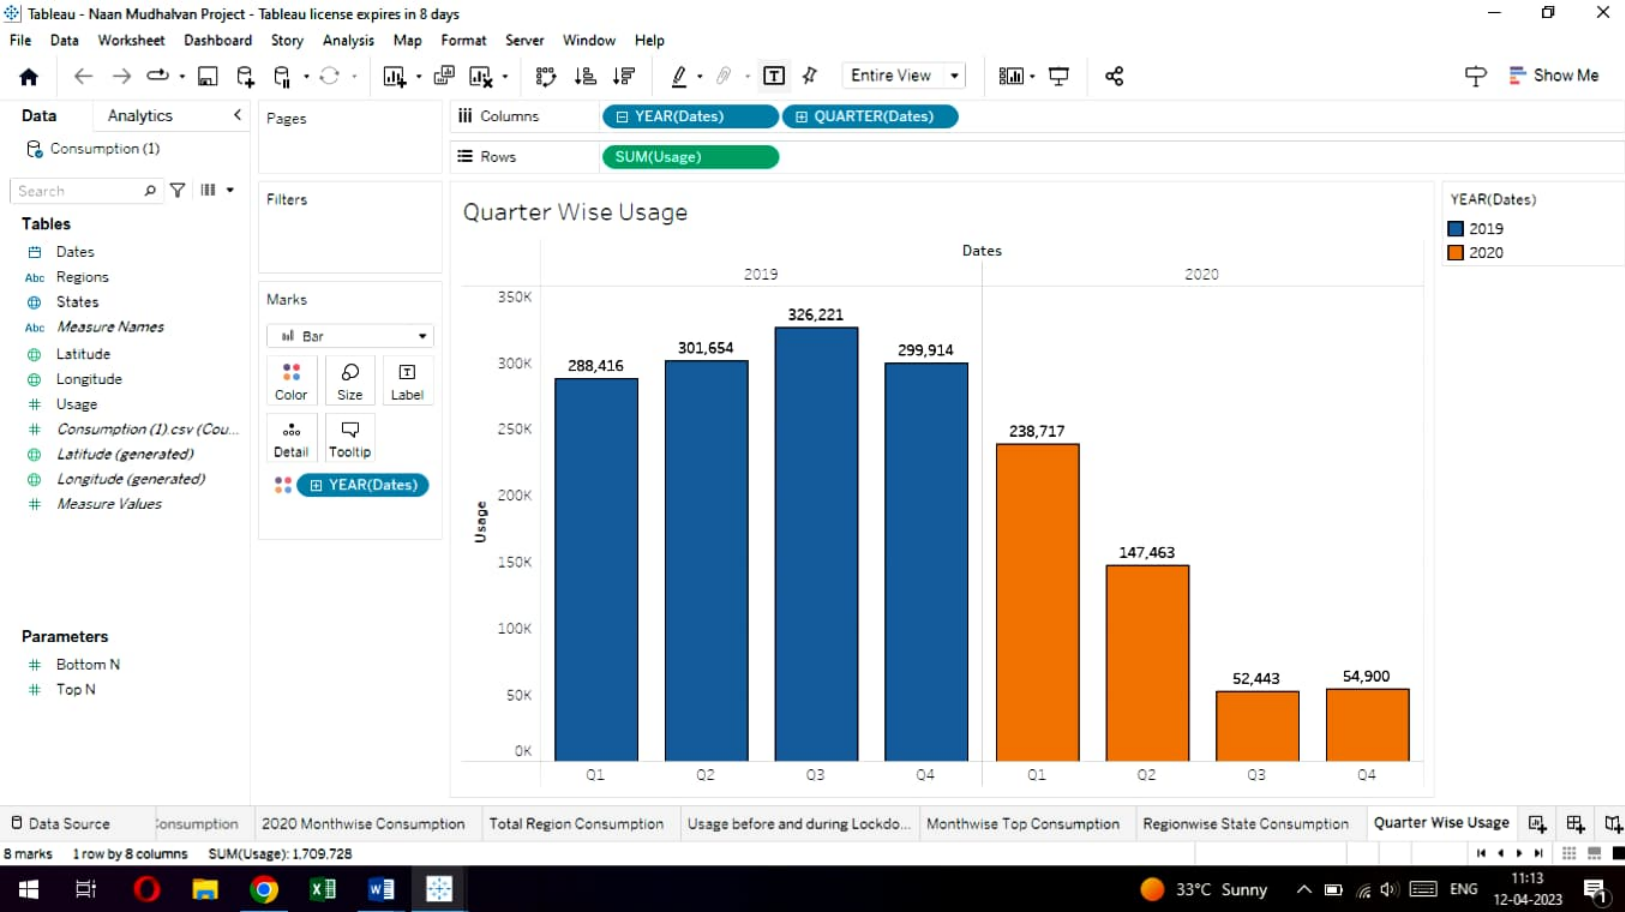 Tableau - Naan Mudhalvan Project - Tableau license expires in 8 days
File Data Worksheet Dashboard Story Analysis Map Format Server Window Help
Entire View
Show Me
Data Analytics
Consumption (1)
Search
Tables
Dates
Abc Regions
States
Abc Measure Names
Latitude
Longitude
# Usage
# Consumption (1).csv (Cou...
Latitude (generated)
Longitude (generated)
# Measure Values
Parameters
# Bottom N
# Top N
Pages
Filters
Marks
Bar
Color Size Label
Detail Tooltip
YEAR(Dates)
Columns YEAR(Dates) QUARTER(Dates)
Rows SUM(Usage)
Quarter Wise Usage
Dates
2019 2020
Usage
350K
300K
250K
200K
150K
100K
50K
0K
288,416
301,654
326,221
299,914
238,717
147,463
52,443
54,900
Q1 Q2 Q3 Q4 Q1 Q2 Q3 Q4
YEAR(Dates)
2019
2020
Data Source Consumption 2020 Monthwise Consumption Total Region Consumption Usage before and during Lockdo... Monthwise Top Consumption Regionwise State Consumption Quarter Wise Usage
8 marks 1 row by 8 columns SUM(Usage): 1,709,728
33°C Sunny ENG 11:13
12-04-2023
1